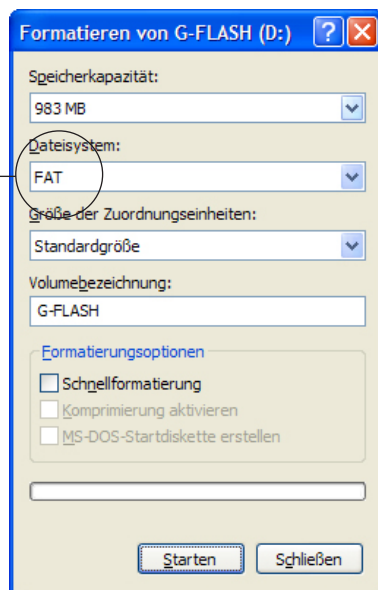 Formatieren von G-FLASH (D:)
Speicherkapazität:
983 MB
Dateisystem:
FAT
Größe der Zuordnungseinheiten:
Standardgröße
Volumebezeichnung:
G-FLASH
Formatierungsoptionen
Schnellformatierung
Komprimierung aktivieren
MS-DOS-Startdiskette erstellen
Starten Schließen